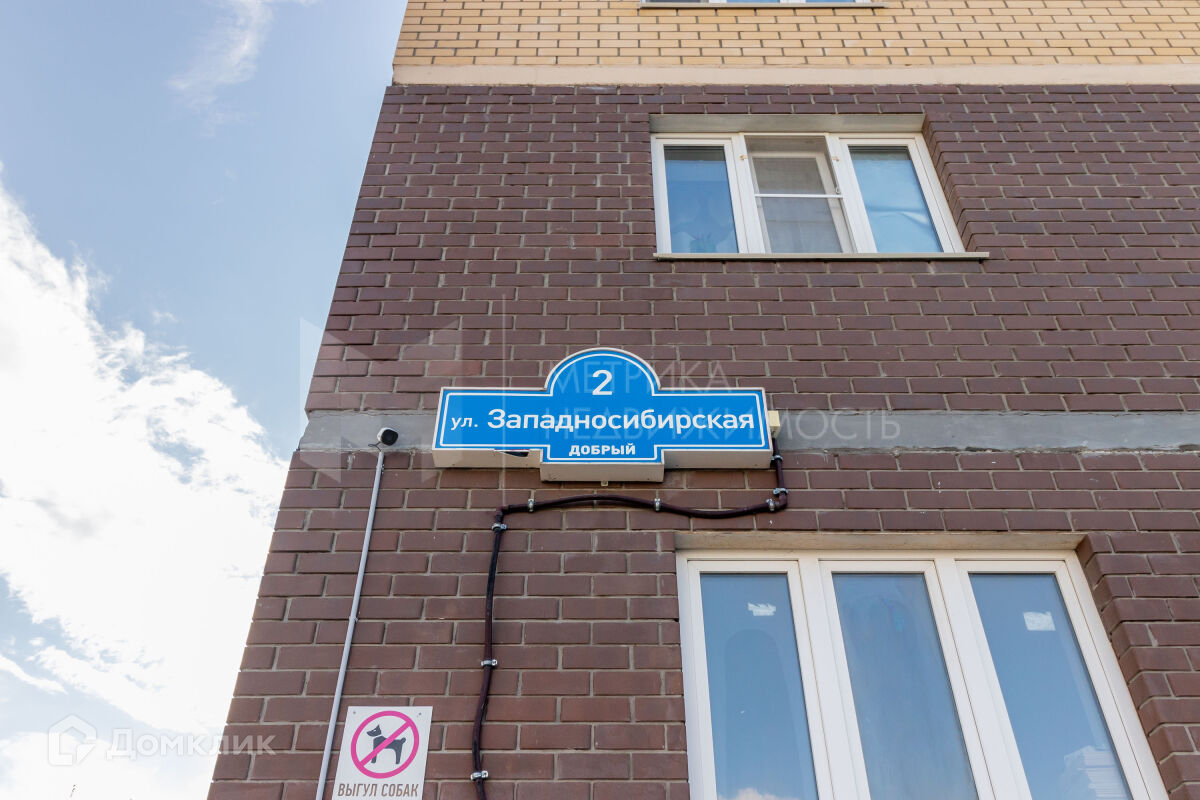 2
ул. Западносибирская
ДОБРЫЙ
МЕТРИКА
НЕДВИЖИМОСТЬ
ВЫГУЛ СОБАК
Домклик